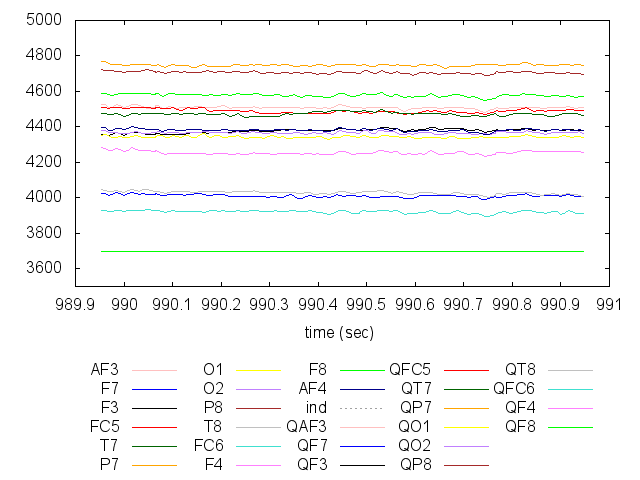 5000
4800
4600
4400
4200
4000
3800
3600
989.9 990 990.1 990.2 990.3 990.4 990.5 990.6 990.7 990.8 990.9 991
time (sec)
AF3 O1 F8 QFC5 QT8
F7 O2 AF4 QT7 QFC6
F3 P8 ind QP7 QF4
FC5 T8 QAF3 QO1 QF8
T7 FC6 QF7 QO2
P7 F4 QF3 QP8